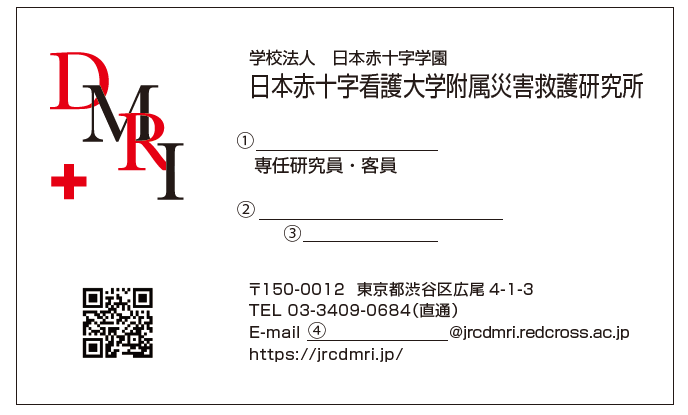 DMRI
学校法人　日本赤十字学園
日本赤十字看護大学附属災害救護研究所
①
専任研究員・客員
②
③
〒150-0012　東京都渋谷区広尾 4-1-3
TEL 03-3409-0684（直通）
E-mail ④ @jrcdmri.redcross.ac.jp
https://jrcdmri.jp/